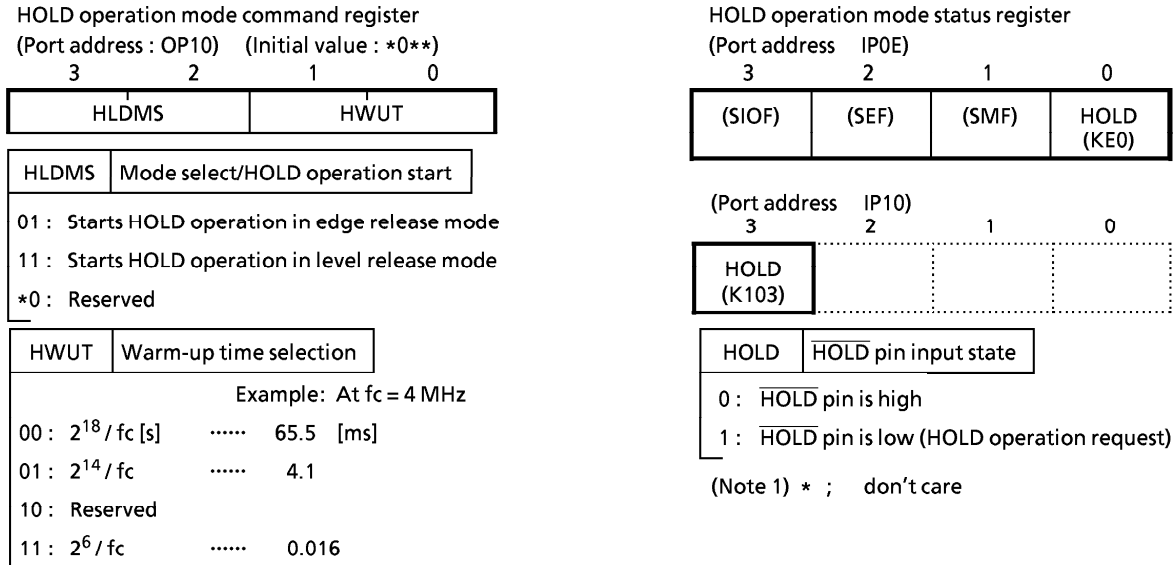 HOLD operation mode command register
(Port address : OP10) (Initial value : *0**)
3 2 1 0
HLDMS HWUT
HLDMS Mode select/HOLD operation start
01 : Starts HOLD operation in edge release mode
11 : Starts HOLD operation in level release mode
*0 : Reserved
HWUT Warm-up time selection
Example: At fc = 4 MHz
00 : 2^18 / fc [s] ······ 65.5 [ms]
01 : 2^14 / fc ······ 4.1
10 : Reserved
11 : 2^6 / fc ······ 0.016
HOLD operation mode status register
(Port address IP0E)
3 2 1 0
(SIOF) (SEF) (SMF) HOLD
(KE0)
(Port address IP10)
3 2 1 0
HOLD
(K103)
HOLD HOLD pin input state
0 : HOLD pin is high
1 : HOLD pin is low (HOLD operation request)
(Note 1) * ; don't care